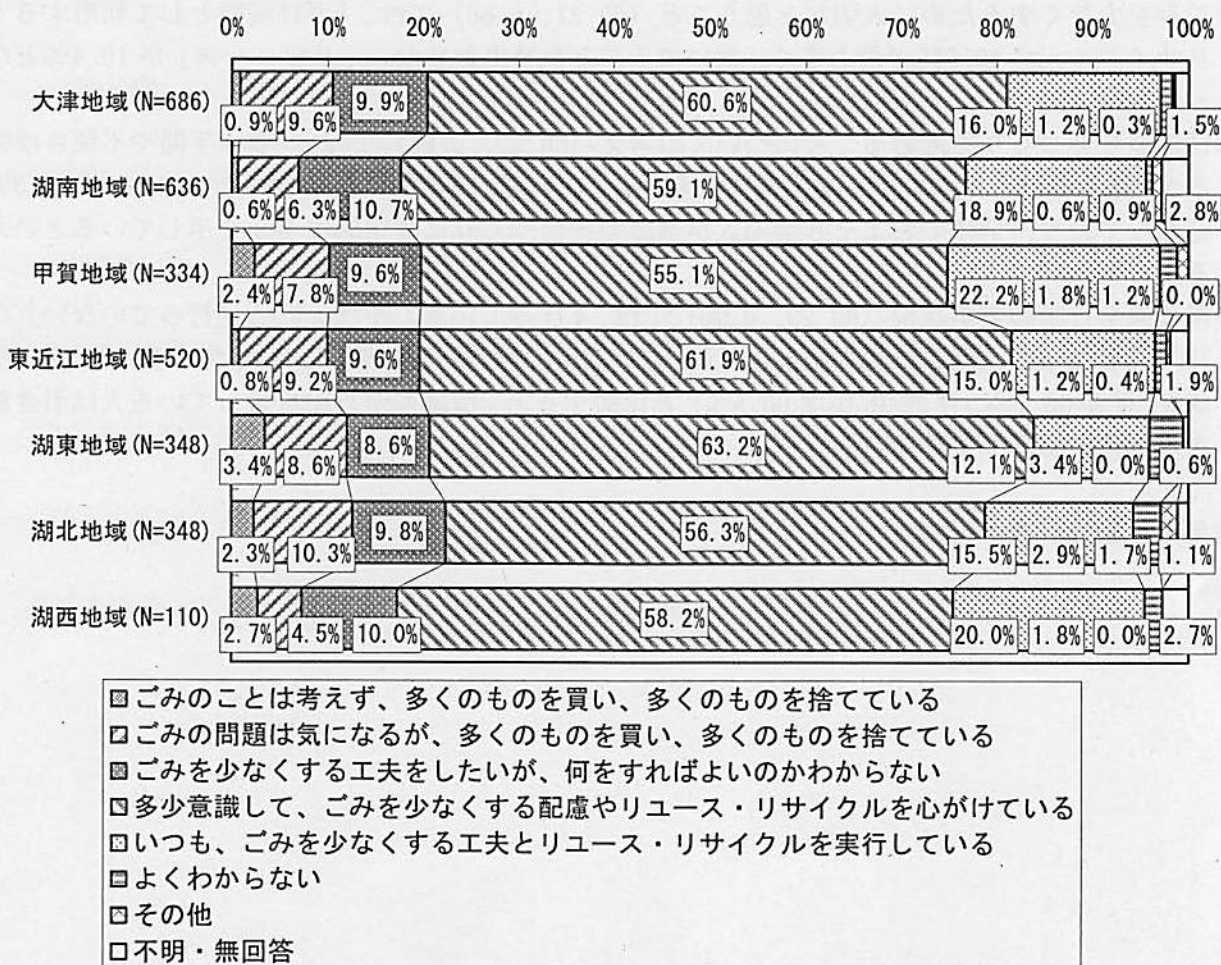 0% 10% 20% 30% 40% 50% 60% 70% 80% 90% 100%
大津地域(N=686) 0.9% 9.6% 9.9% 60.6% 16.0% 1.2% 0.3% 1.5%
湖南地域(N=636) 0.6% 6.3% 10.7% 59.1% 18.9% 0.6% 0.9% 2.8%
甲賀地域(N=334) 2.4% 7.8% 9.6% 55.1% 22.2% 1.8% 1.2% 0.0%
東近江地域(N=520) 0.8% 9.2% 9.6% 61.9% 15.0% 1.2% 0.4% 1.9%
湖東地域(N=348) 3.4% 8.6% 8.6% 63.2% 12.1% 3.4% 0.0% 0.6%
湖北地域(N=348) 2.3% 10.3% 9.8% 56.3% 15.5% 2.9% 1.7% 1.1%
湖西地域(N=110) 2.7% 4.5% 10.0% 58.2% 20.0% 1.8% 0.0% 2.7%
ごみのことは考えず、多くのものを買い、多くのものを捨てている
ごみの問題は気になるが、多くのものを買い、多くのものを捨てている
ごみを少なくする工夫をしたいが、何をすればよいのかわからない
多少意識して、ごみを少なくする配慮やリユース・リサイクルを心がけている
いつも、ごみを少なくする工夫とリユース・リサイクルを実行している
よくわからない
その他
不明・無回答